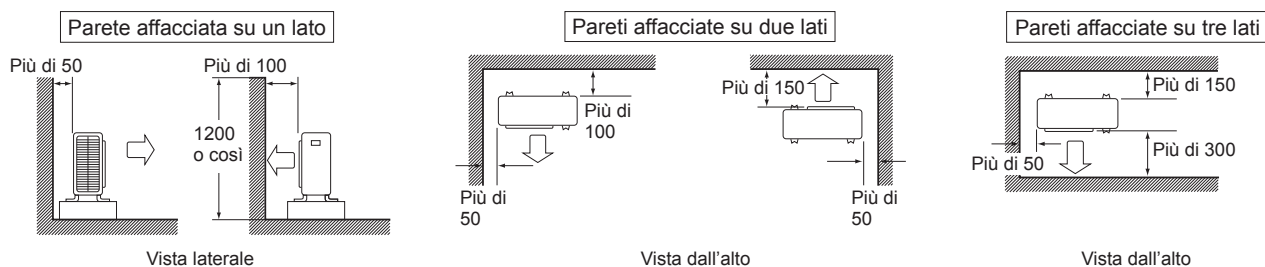 Parete affacciata su un lato
Più di 50
Più di 100
1200
o così
Vista laterale
Pareti affacciate su due lati
Più di
100
Più di
50
Più di 150
Più di
50
Vista dall'alto
Pareti affacciate su tre lati
Più di 150
Più di 50
Più di 300
Vista dall'alto